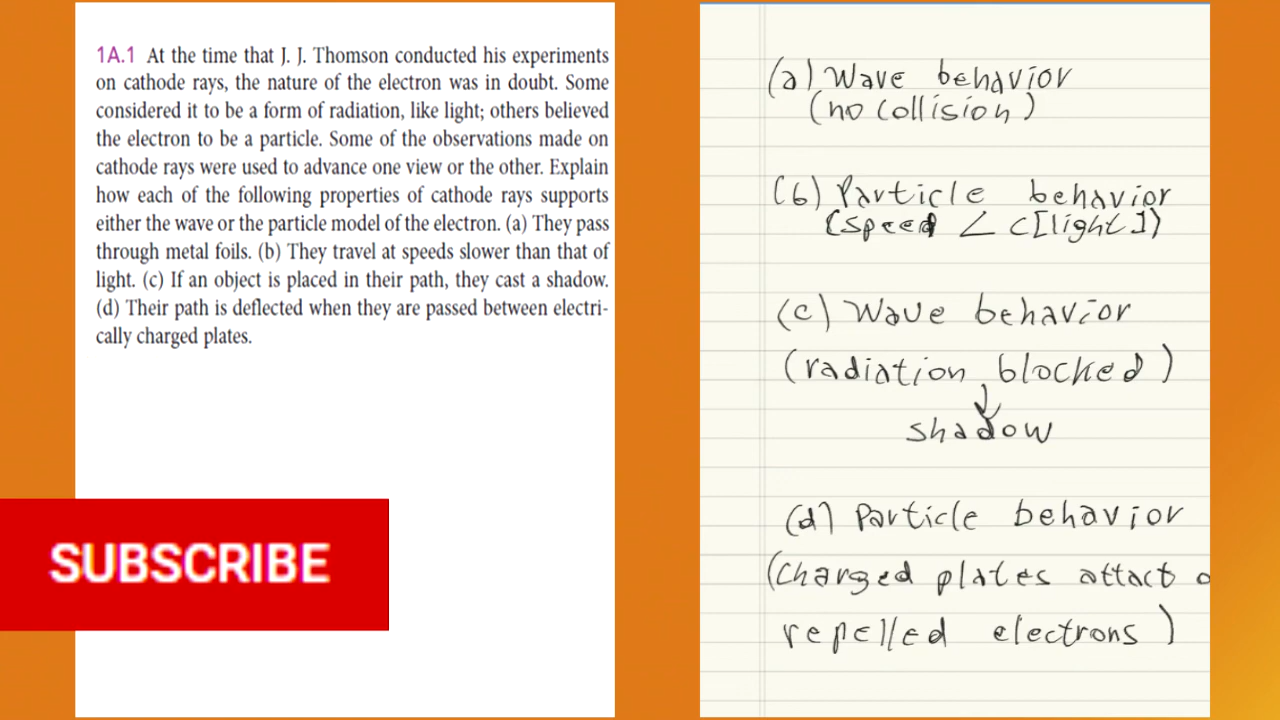 1A.1 At the time that J. J. Thomson conducted his experiments
on cathode rays, the nature of the electron was in doubt. Some
considered it to be a form of radiation, like light; others believed
the electron to be a particle. Some of the observations made on
cathode rays were used to advance one view or the other. Explain
how each of the following properties of cathode rays supports
either the wave or the particle model of the electron. (a) They pass
through metal foils. (b) They travel at speeds slower than that of
light. (c) If an object is placed in their path, they cast a shadow.
(d) Their path is deflected when they are passed between electri-
cally charged plates.
SUBSCRIBE
(a) Wave behavior
(no collision)
(b) Particle behavior
(speed < c[light])
(c) Wave behavior
(radiation blocked)
↓
shadow
(d) Particle behavior
(charged plates attact o
repelled electrons)